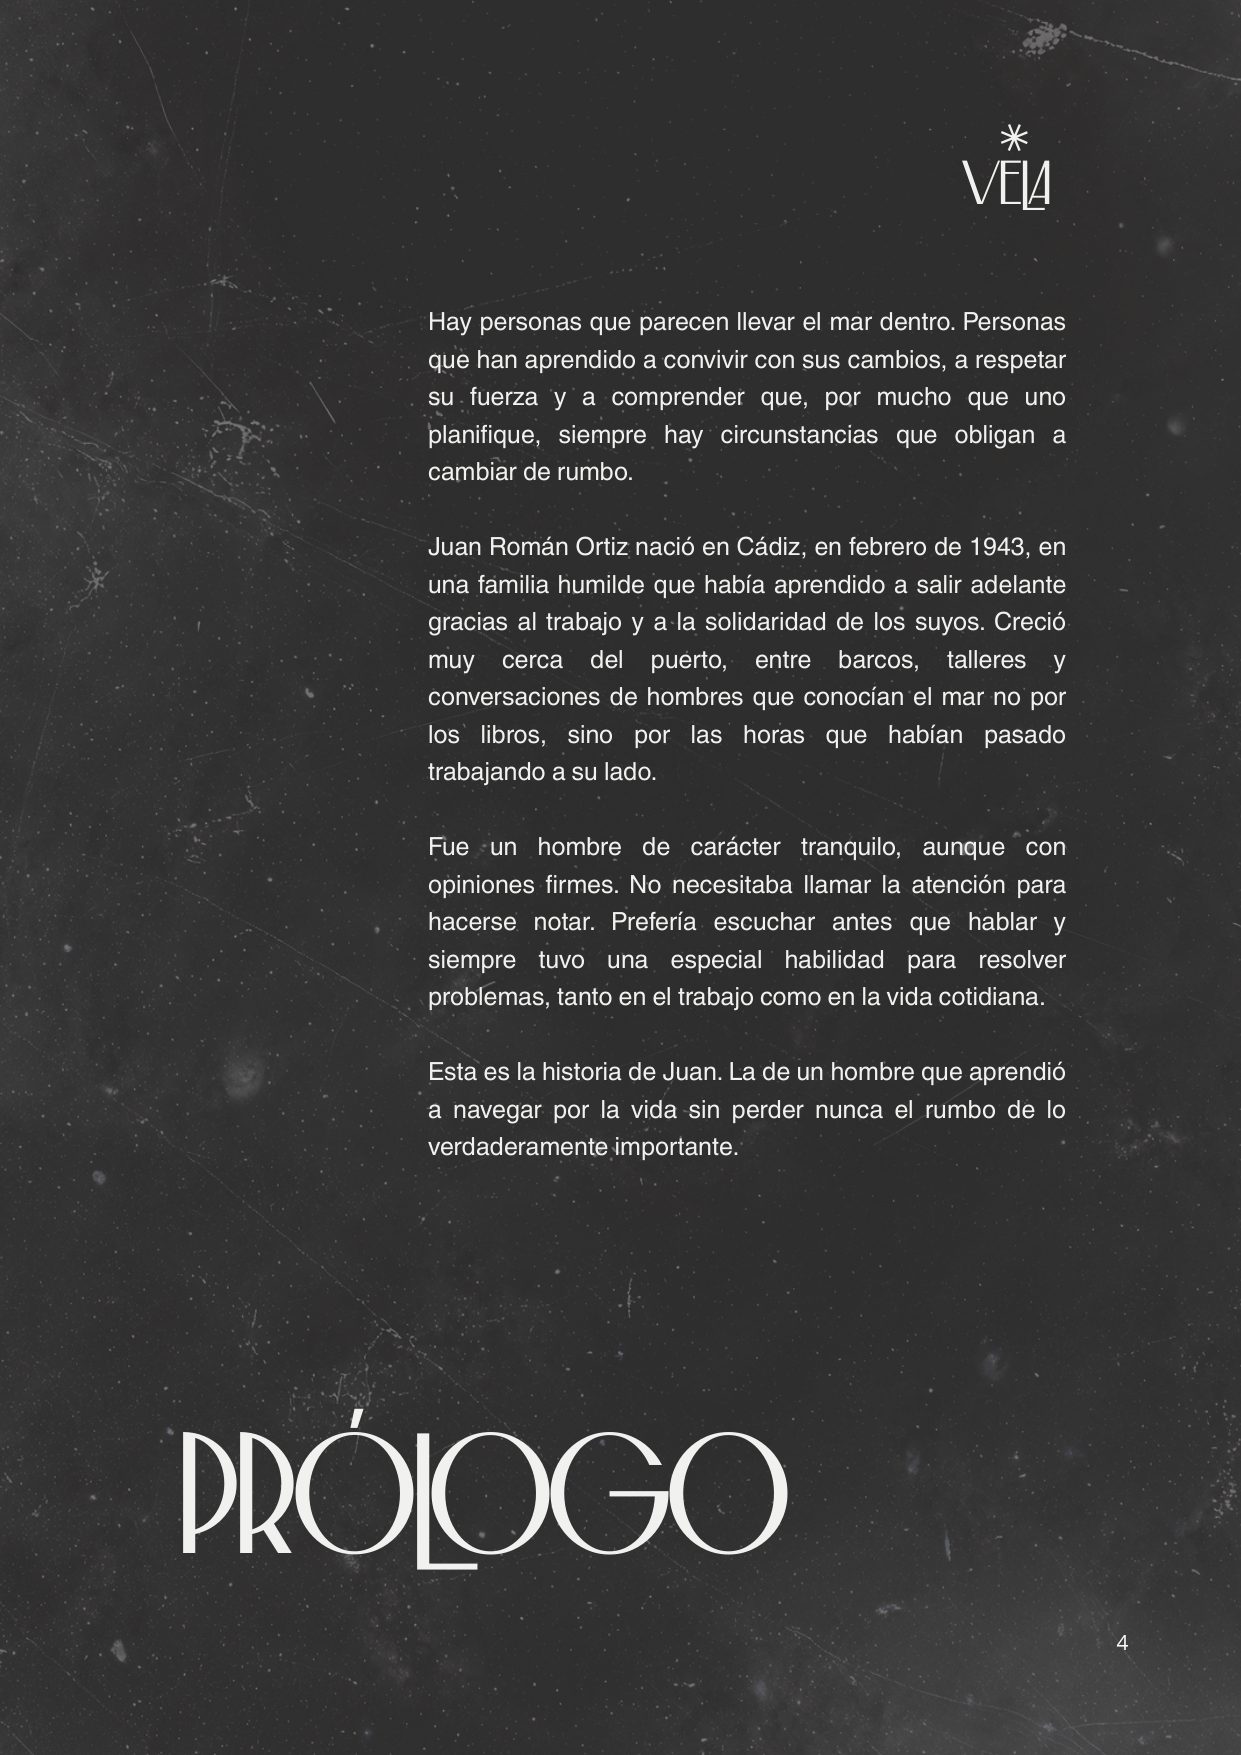 VELA
Hay personas que parecen llevar el mar dentro. Personas
que han aprendido a convivir con sus cambios, a respetar
su fuerza y a comprender que, por mucho que uno
planifique, siempre hay circunstancias que obligan a
cambiar de rumbo.
Juan Román Ortiz nació en Cádiz, en febrero de 1943, en
una familia humilde que había aprendido a salir adelante
gracias al trabajo y a la solidaridad de los suyos. Creció
muy cerca del puerto, entre barcos, talleres y
conversaciones de hombres que conocían el mar no por
los libros, sino por las horas que habían pasado
trabajando a su lado.
Fue un hombre de carácter tranquilo, aunque con
opiniones firmes. No necesitaba llamar la atención para
hacerse notar. Prefería escuchar antes que hablar y
siempre tuvo una especial habilidad para resolver
problemas, tanto en el trabajo como en la vida cotidiana.
Esta es la historia de Juan. La de un hombre que aprendió
a navegar por la vida sin perder nunca el rumbo de lo
verdaderamente importante.
PRÓLOGO
4